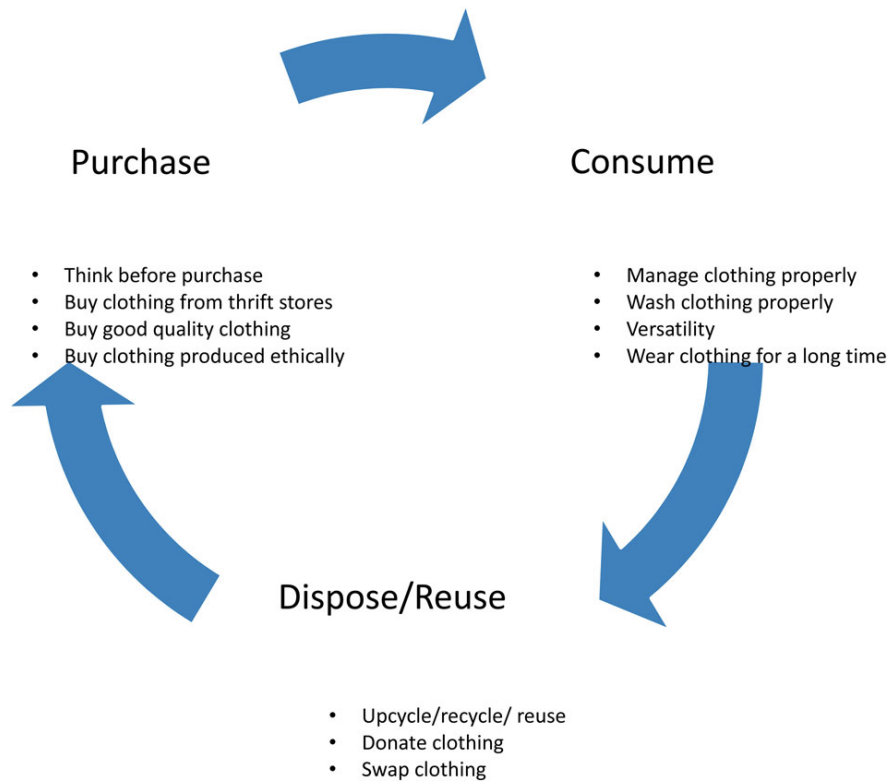 Purchase
• Think before purchase
• Buy clothing from thrift stores
• Buy good quality clothing
• Buy clothing produced ethically
Consume
• Manage clothing properly
• Wash clothing properly
• Versatility
• Wear clothing for a long time
Dispose/Reuse
• Upcycle/recycle/ reuse
• Donate clothing
• Swap clothing